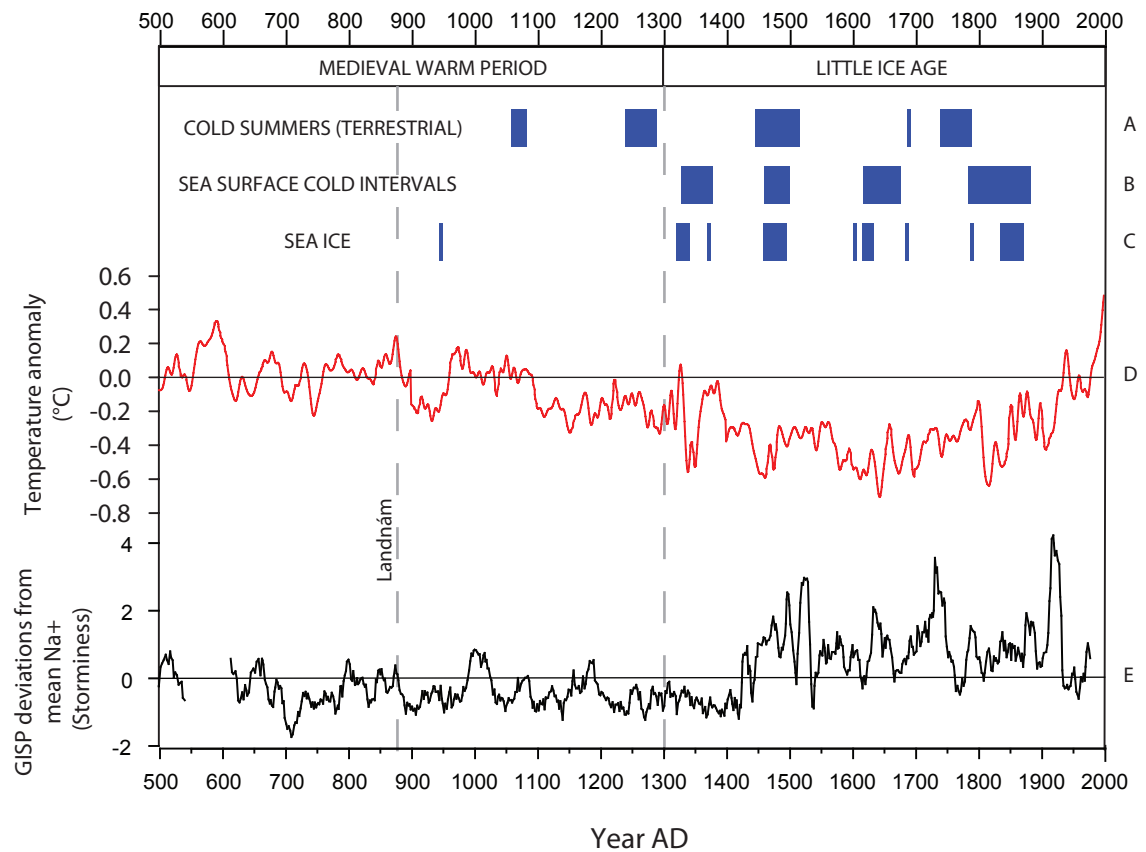 500 600 700 800 900 1000 1100 1200 1300 1400 1500 1600 1700 1800 1900 2000
MEDIEVAL WARM PERIOD
LITTLE ICE AGE
COLD SUMMERS (TERRESTRIAL)
A
SEA SURFACE COLD INTERVALS
B
SEA ICE
C
0.6
0.4
0.2
0.0
-0.2
-0.4
-0.6
-0.8
Temperature anomaly
(°C)
D
Landnám
4
2
0
-2
GISP deviations from
mean Na+
(Storminess)
E
500 600 700 800 900 1000 1100 1200 1300 1400 1500 1600 1700 1800 1900 2000
Year AD